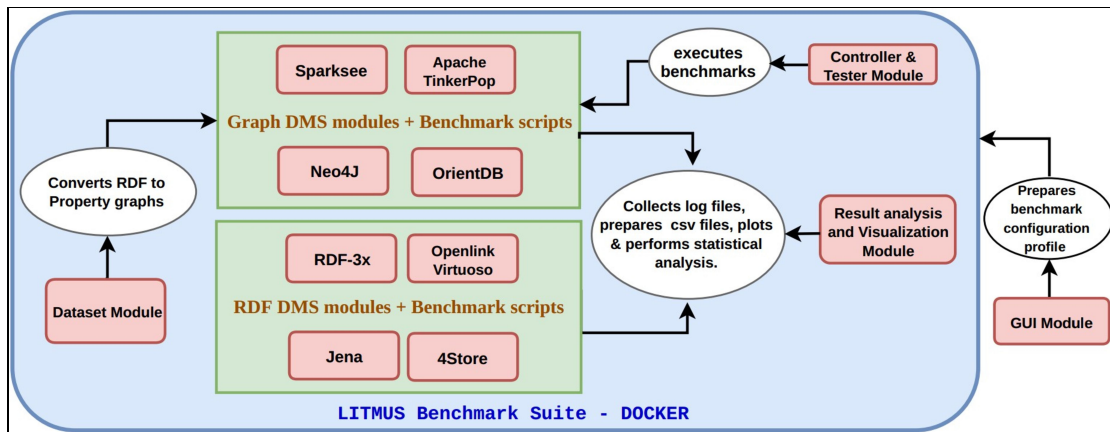 Sparksee
Apache
TinkerPop
Graph DMS modules + Benchmark scripts
Neo4J
OrientDB
executes
benchmarks
Controller &
Tester Module
Converts RDF to
Property graphs
Dataset Module
RDF-3x
Openlink
Virtuoso
RDF DMS modules + Benchmark scripts
Jena
4Store
Collects log files,
prepares csv files, plots
& performs statistical
analysis.
Result analysis
and Visualization
Module
Prepares
benchmark
configuration
profile
GUI Module
LITMUS Benchmark Suite - DOCKER